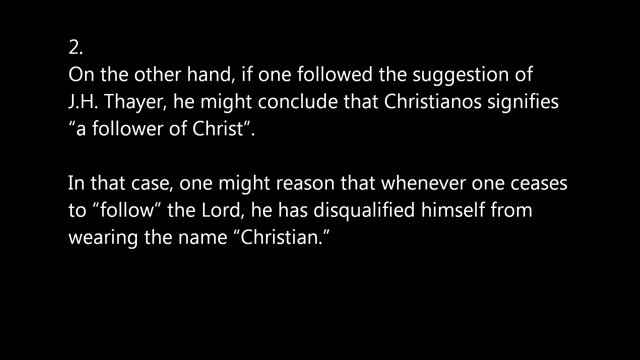 2.
On the other hand, if one followed the suggestion of
J.H. Thayer, he might conclude that Christianos signifies
“a follower of Christ”.
In that case, one might reason that whenever one ceases
to “follow” the Lord, he has disqualified himself from
wearing the name “Christian.”